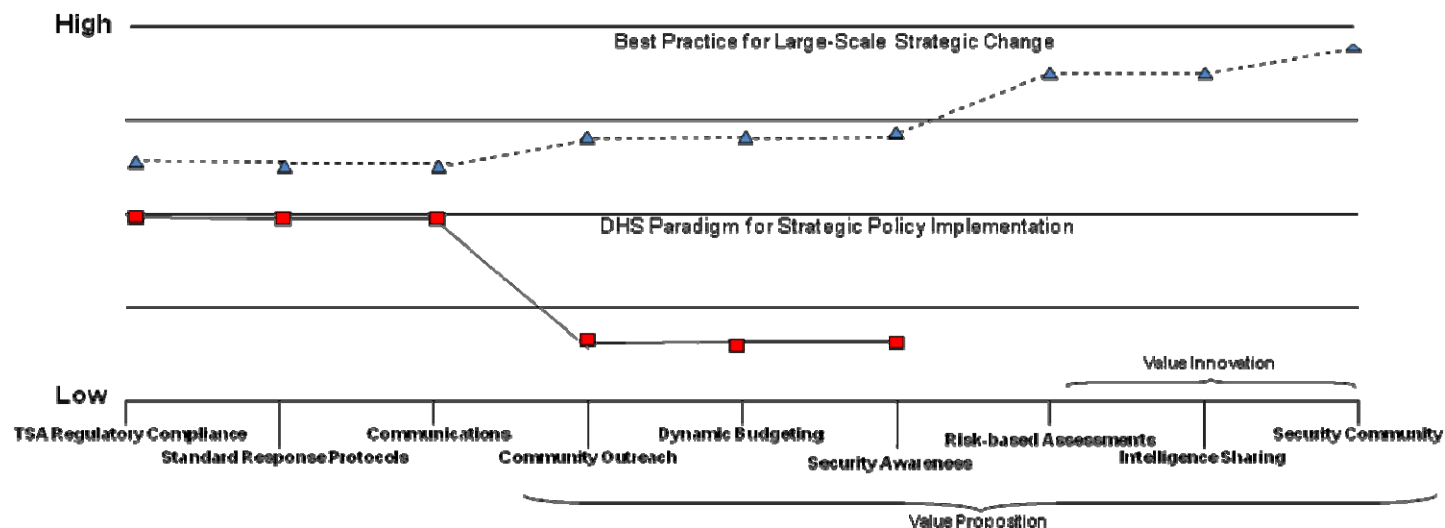 High
Best Practice for Large-Scale Strategic Change
DHS Paradigm for Strategic Policy Implementation
Value Innovation
Low
TSA Regulatory Compliance
Communications
Dynamic Budgeting
Risk-based Assessments
Security Community
Standard Response Protocols
Community Outreach
Security Awareness
Intelligence Sharing
Value Proposition